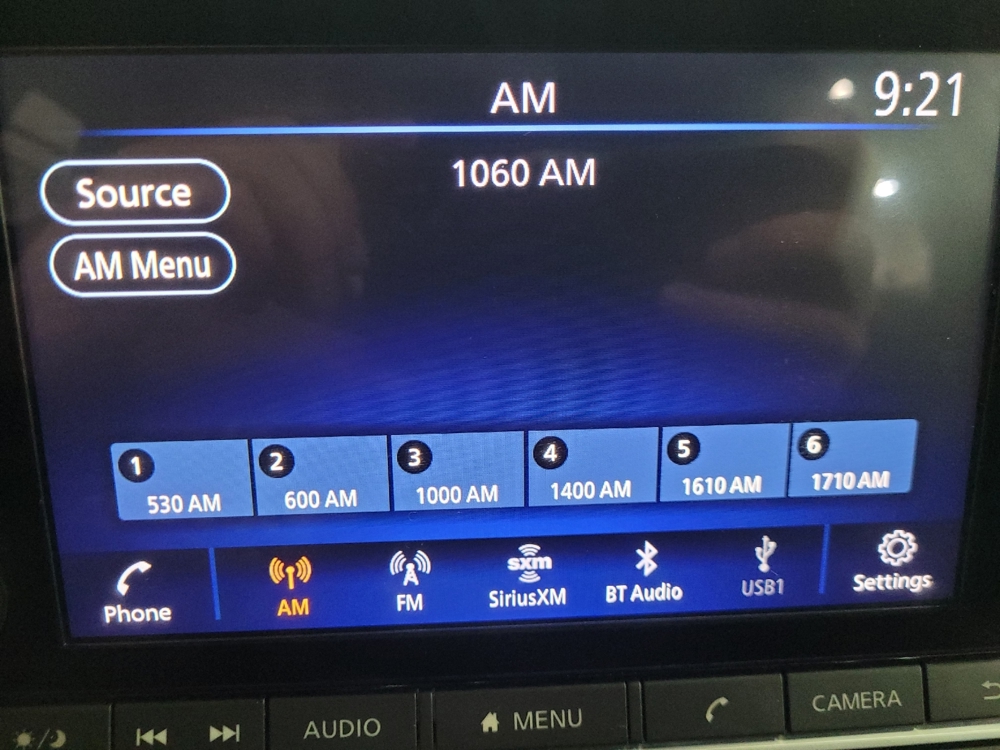 AM
9:21
Source
1060 AM
AM Menu
1 2 3 4 5 6
530 AM 600 AM 1000 AM 1400 AM 1610 AM 1710 AM
sxm
Phone AM FM SiriusXM BT Audio USB1 Settings
AUDIO MENU CAMERA